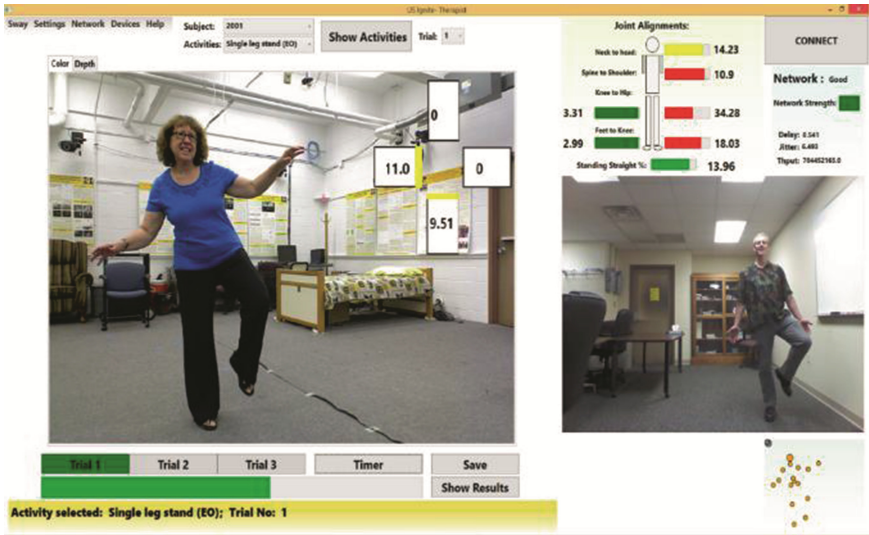 US Ignite - Therapist
Sway Settings Network Devices Help
Subject: 2001
Activities: Single leg stand (EO)
Show Activities
Trial: 1
Color Depth
0
11.0
0
9.51
Trial 1 Trial 2 Trial 3 Timer Save
Show Results
Activity selected: Single leg stand (EO); Trial No: 1
Joint Alignments:
Neck to head: 14.23
Spine to Shoulder: 10.9
Knee to Hip:
3.31 34.28
Feet to Knee:
2.99 18.03
Standing Straight %: 13.96
CONNECT
Network : Good
Network Strength:
Delay: 0.541
Jitter: 6.493
Thput: 704452165.0